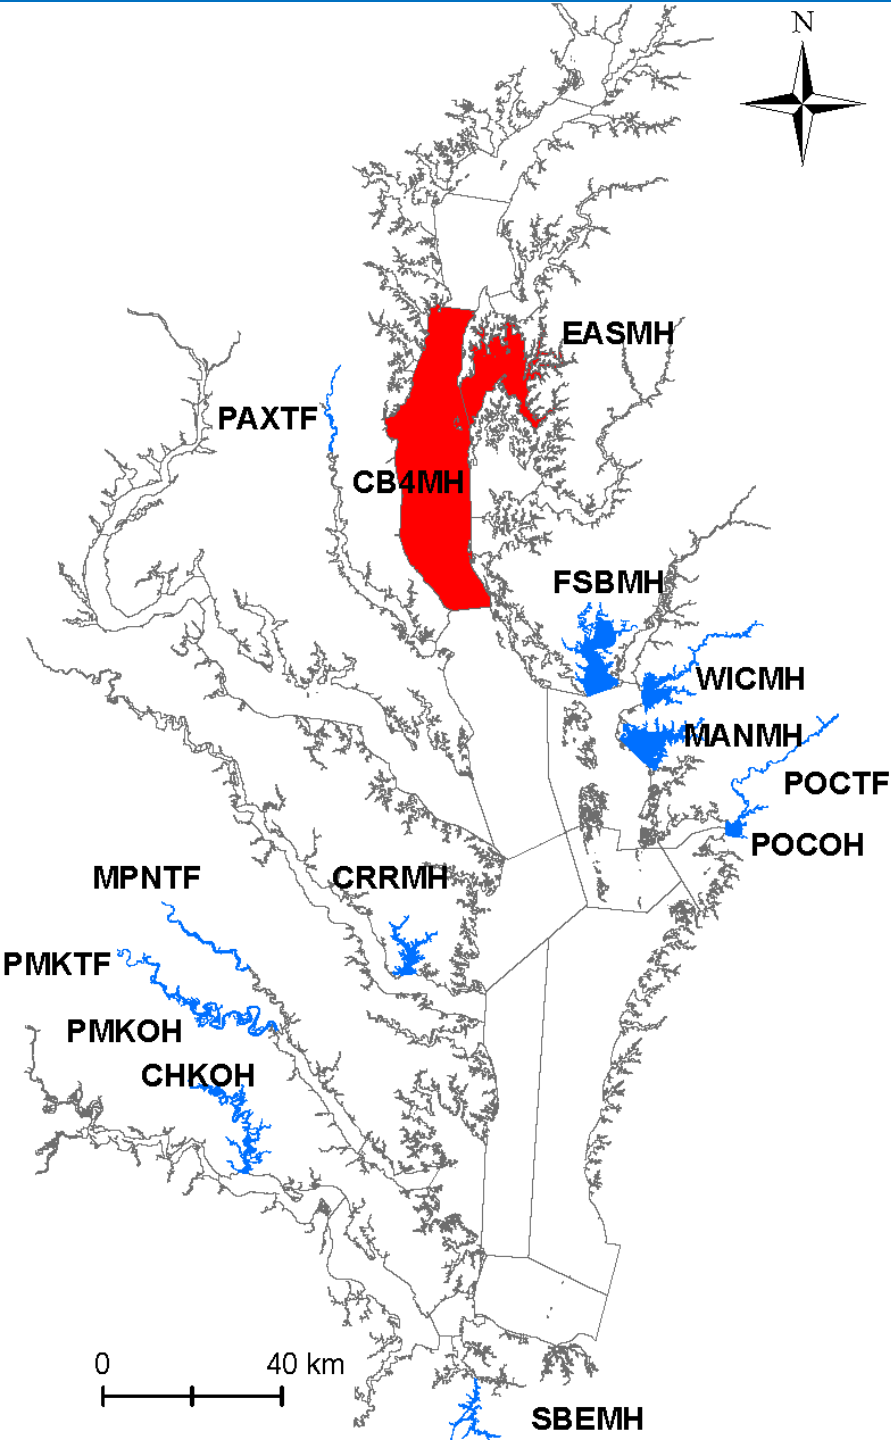 N
EASMH
PAXTF
CB4MH
FSBMH
WICMH
MANMH
POCTF
POCOH
MPNTF
CRRMH
PMKTF
PMKOH
CHKOH
0 40 km
SBEMH